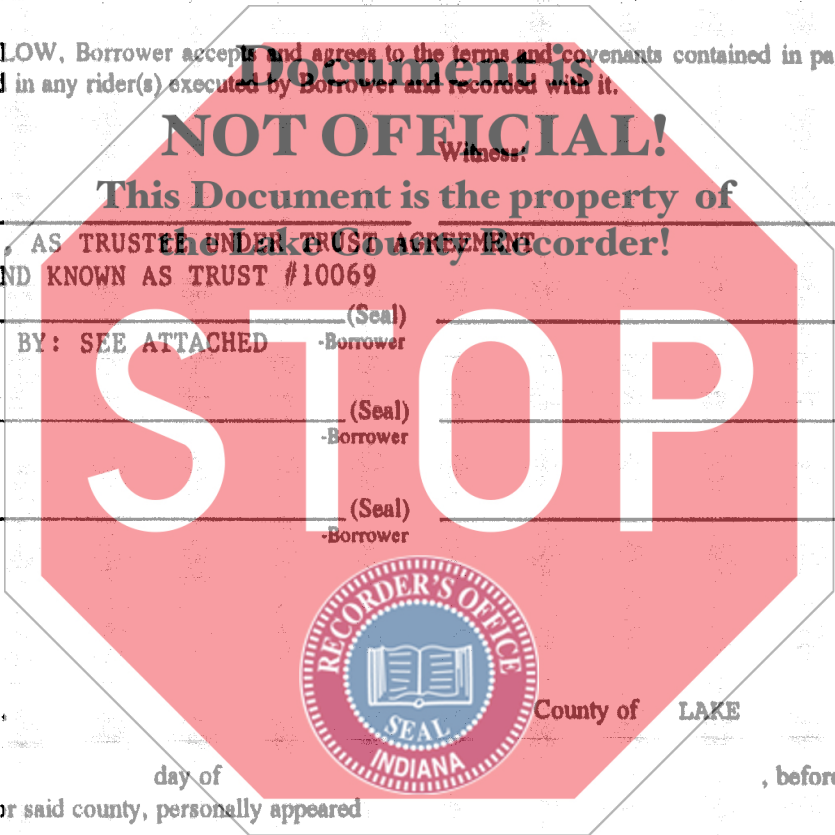 LOW, Borrower accepts and agrees to the terms and covenants contained in pa
in any rider(s) executed by Borrower and recorded with it.
Document is
NOT OFFICIAL!
Witness:
This Document is the property of
the Lake County Recorder!
, AS TRUSTEE UNDER TRUST AGREEMENT
ND KNOWN AS TRUST #10069
(Seal)
BY: SEE ATTACHED -Borrower
STOP
(Seal)
-Borrower
(Seal)
-Borrower
RECORDER'S OFFICE
SEAL
INDIANA
County of LAKE
day of , before
r said county, personally appeared